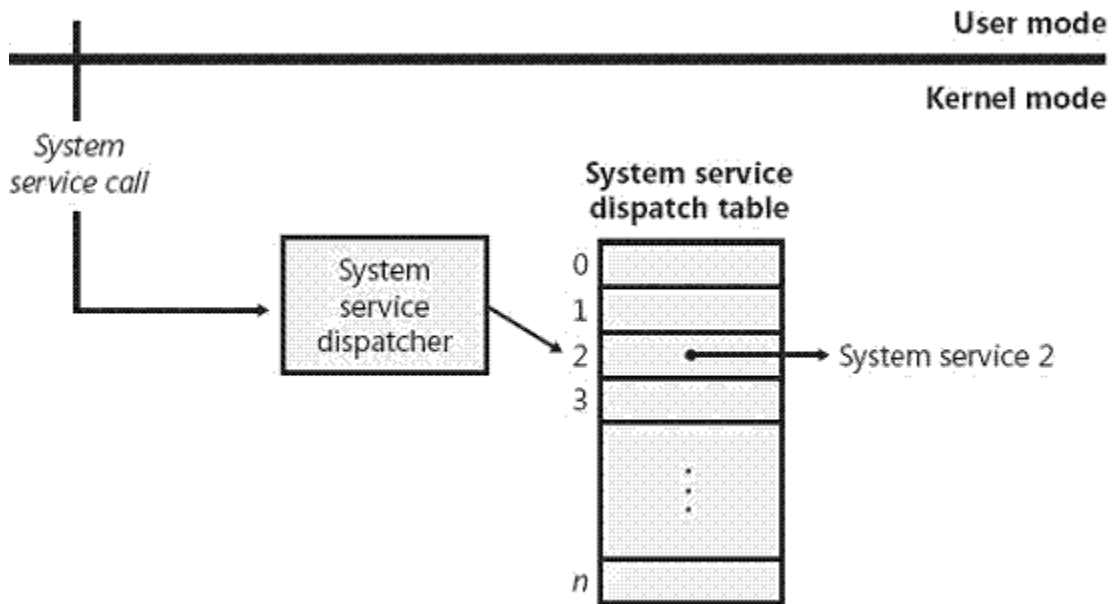 User mode
Kernel mode
System
service call
System service
dispatch table
System
service
dispatcher
0
1
2
3
n
System service 2